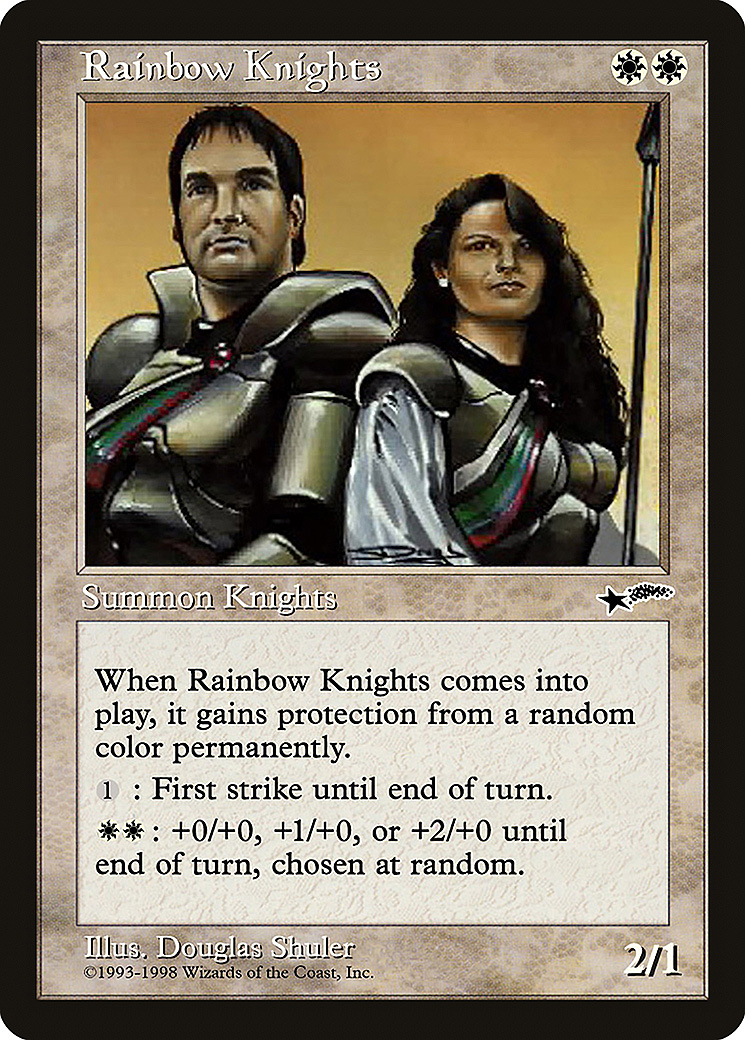 Rainbow Knights
Summon Knights
When Rainbow Knights comes into
play, it gains protection from a random
color permanently.
1 : First strike until end of turn.
: +0/+0, +1/+0, or +2/+0 until
end of turn, chosen at random.
Illus. Douglas Shuler
©1993-1998 Wizards of the Coast, Inc.
2/1